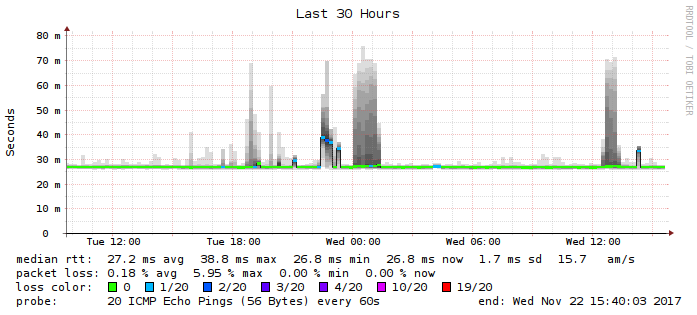 Last 30 Hours
RRDTOOL / TOBI OETIKER
Seconds
80 m
70 m
60 m
50 m
40 m
30 m
20 m
10 m
0
Tue 12:00 Tue 18:00 Wed 00:00 Wed 06:00 Wed 12:00
median rtt: 27.2 ms avg 38.8 ms max 26.8 ms min 26.8 ms now 1.7 ms sd 15.7 am/s
packet loss: 0.18 % avg 5.95 % max 0.00 % min 0.00 % now
loss color: 0 1/20 2/20 3/20 4/20 10/20 19/20
probe: 20 ICMP Echo Pings (56 Bytes) every 60s end: Wed Nov 22 15:40:03 2017